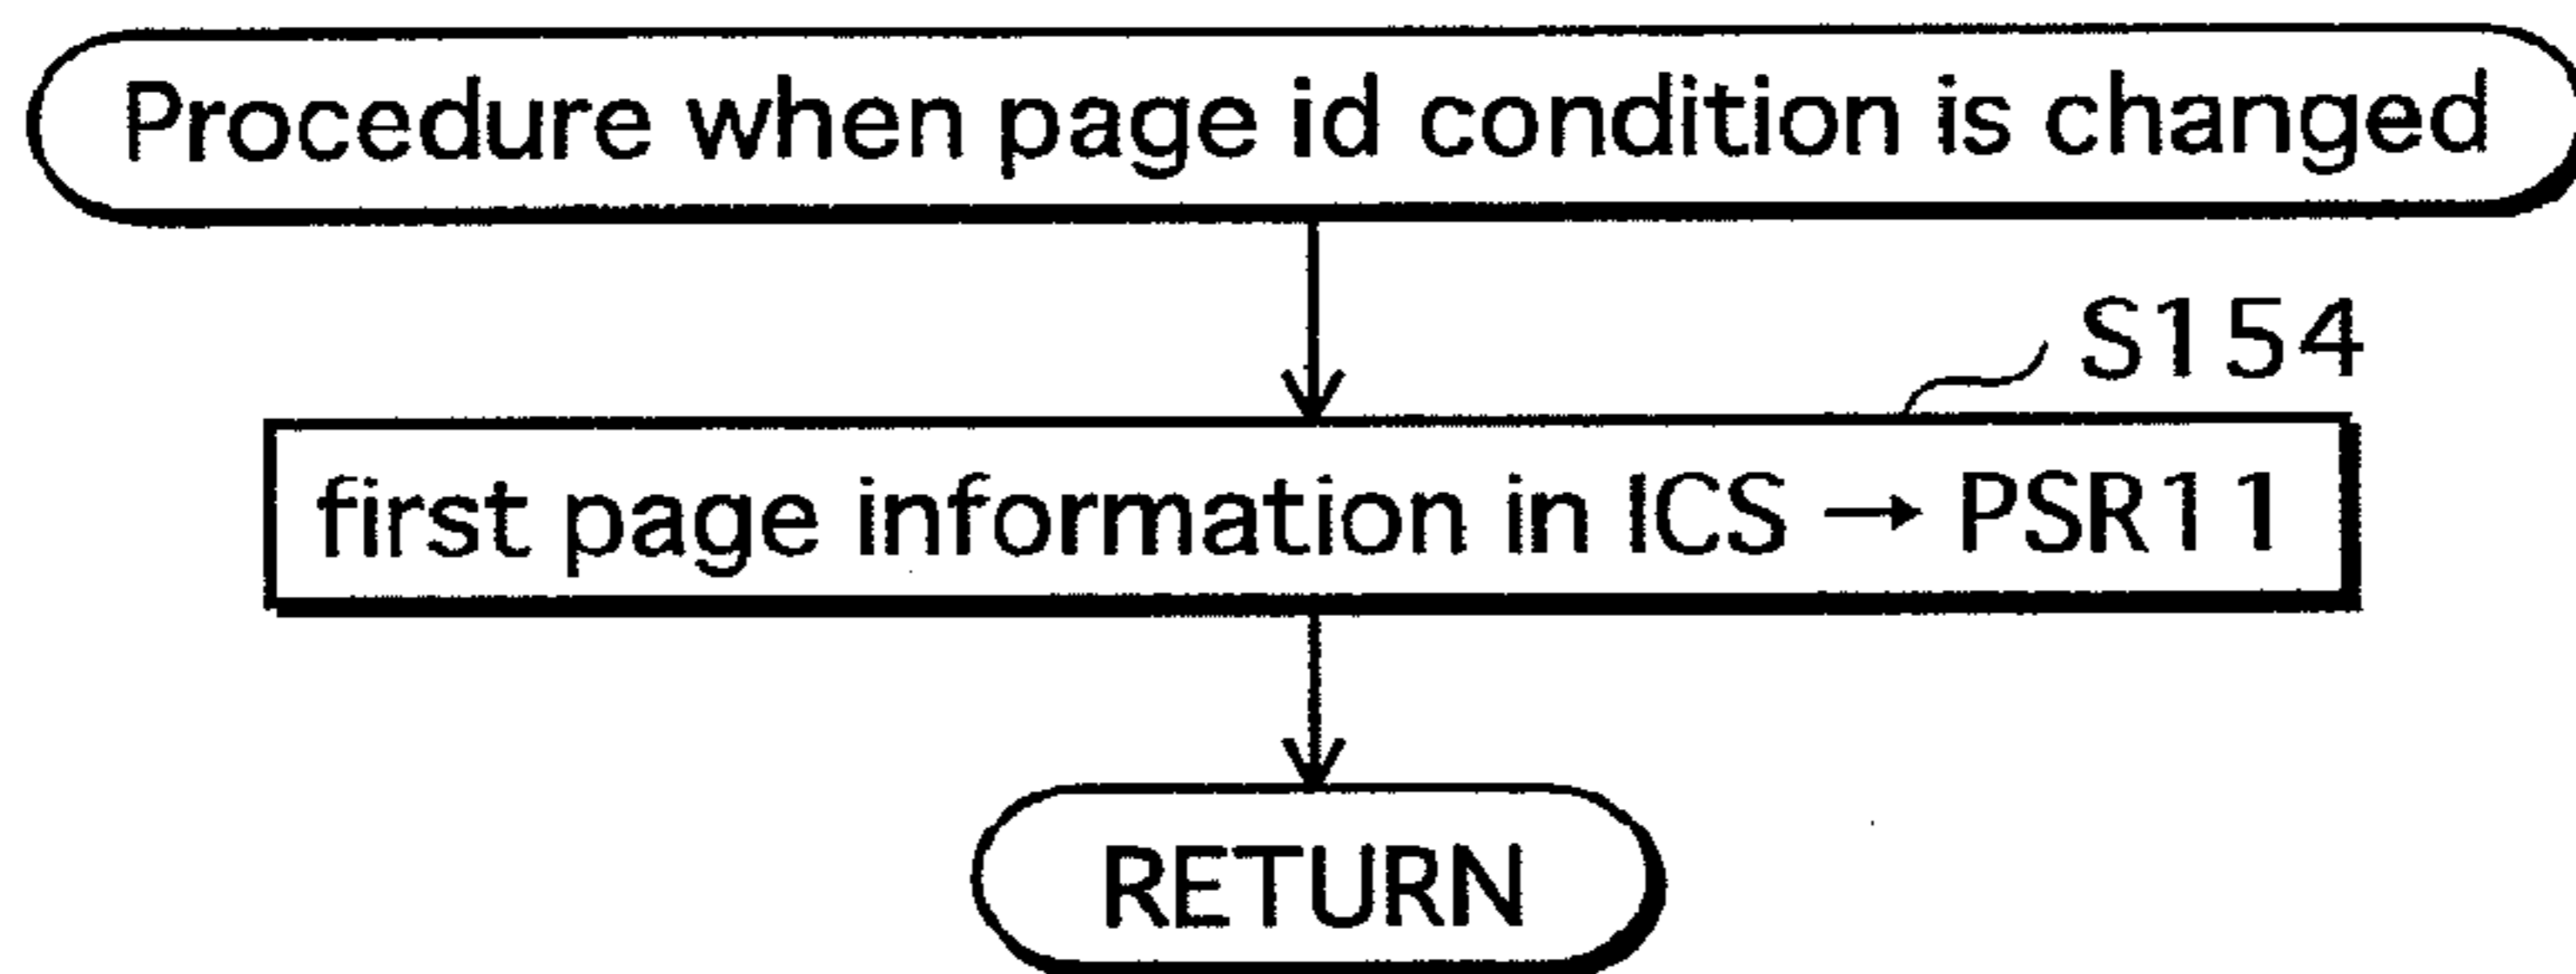 Procedure when page id condition is changed
S154
first page information in ICS → PSR11
RETURN